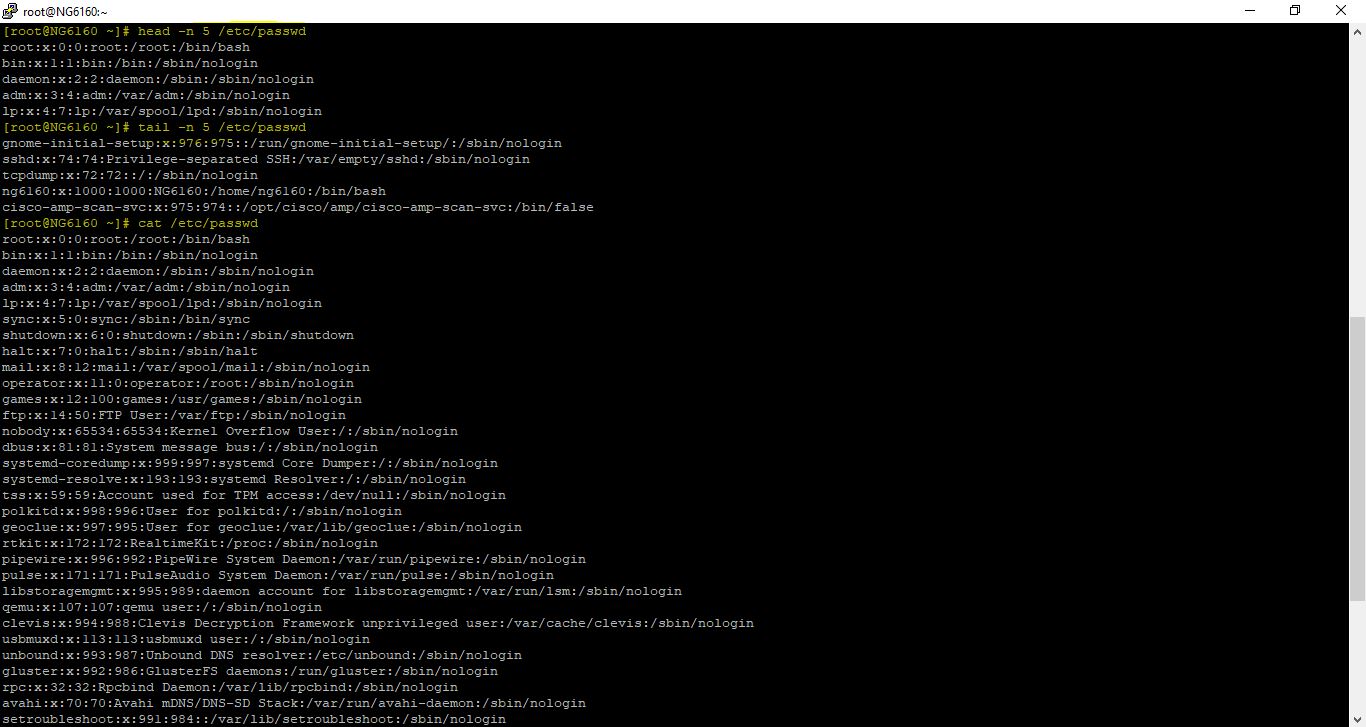 root@NG6160:~
[root@NG6160 ~]# head -n 5 /etc/passwd
root:x:0:0:root:/root:/bin/bash
bin:x:1:1:bin:/bin:/sbin/nologin
daemon:x:2:2:daemon:/sbin:/sbin/nologin
adm:x:3:4:adm:/var/adm:/sbin/nologin
lp:x:4:7:lp:/var/spool/lpd:/sbin/nologin
[root@NG6160 ~]# tail -n 5 /etc/passwd
gnome-initial-setup:x:976:975::/run/gnome-initial-setup/:/sbin/nologin
sshd:x:74:74:Privilege-separated SSH:/var/empty/sshd:/sbin/nologin
tcpdump:x:72:72::/:/sbin/nologin
ng6160:x:1000:1000:NG6160:/home/ng6160:/bin/bash
cisco-amp-scan-svc:x:975:974::/opt/cisco/amp/cisco-amp-scan-svc:/bin/false
[root@NG6160 ~]# cat /etc/passwd
root:x:0:0:root:/root:/bin/bash
bin:x:1:1:bin:/bin:/sbin/nologin
daemon:x:2:2:daemon:/sbin:/sbin/nologin
adm:x:3:4:adm:/var/adm:/sbin/nologin
lp:x:4:7:lp:/var/spool/lpd:/sbin/nologin
sync:x:5:0:sync:/sbin:/bin/sync
shutdown:x:6:0:shutdown:/sbin:/sbin/shutdown
halt:x:7:0:halt:/sbin:/sbin/halt
mail:x:8:12:mail:/var/spool/mail:/sbin/nologin
operator:x:11:0:operator:/root:/sbin/nologin
games:x:12:100:games:/usr/games:/sbin/nologin
ftp:x:14:50:FTP User:/var/ftp:/sbin/nologin
nobody:x:65534:65534:Kernel Overflow User:/:/sbin/nologin
dbus:x:81:81:System message bus:/:/sbin/nologin
systemd-coredump:x:999:997:systemd Core Dumper:/:/sbin/nologin
systemd-resolve:x:193:193:systemd Resolver:/:/sbin/nologin
tss:x:59:59:Account used for TPM access:/dev/null:/sbin/nologin
polkitd:x:998:996:User for polkitd:/:/sbin/nologin
geoclue:x:997:995:User for geoclue:/var/lib/geoclue:/sbin/nologin
rtkit:x:172:172:RealtimeKit:/proc:/sbin/nologin
pipewire:x:996:992:PipeWire System Daemon:/var/run/pipewire:/sbin/nologin
pulse:x:171:171:PulseAudio System Daemon:/var/run/pulse:/sbin/nologin
libstoragemgmt:x:995:989:daemon account for libstoragemgmt:/var/run/lsm:/sbin/nologin
qemu:x:107:107:qemu user:/:/sbin/nologin
clevis:x:994:988:Clevis Decryption Framework unprivileged user:/var/cache/clevis:/sbin/nologin
usbmuxd:x:113:113:usbmuxd user:/:/sbin/nologin
unbound:x:993:987:Unbound DNS resolver:/etc/unbound:/sbin/nologin
gluster:x:992:986:GlusterFS daemons:/run/gluster:/sbin/nologin
rpc:x:32:32:Rpcbind Daemon:/var/lib/rpcbind:/sbin/nologin
avahi:x:70:70:Avahi mDNS/DNS-SD Stack:/var/run/avahi-daemon:/sbin/nologin
setroubleshoot:x:991:984::/var/lib/setroubleshoot:/sbin/nologin